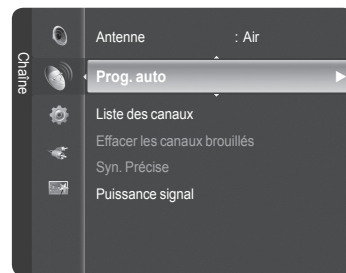 Chaîne
Antenne : Air
Prog. auto
Liste des canaux
Effacer les canaux brouillés
Syn. Précise
Puissance signal